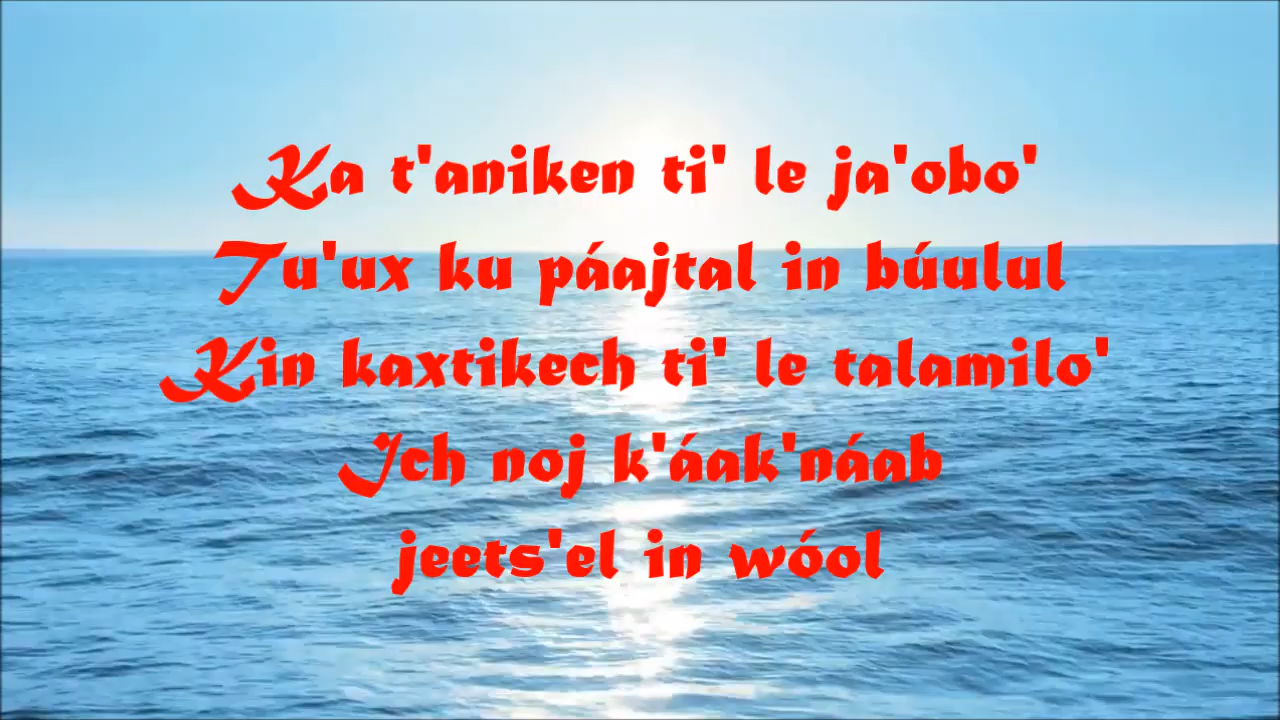 Ka t'aniken ti' le ja'obo'
Tu'ux ku páajtal in búulul
Kin kaxtikech ti' le talamilo'
Ich noj k'áak'náab
jeets'el in wóol